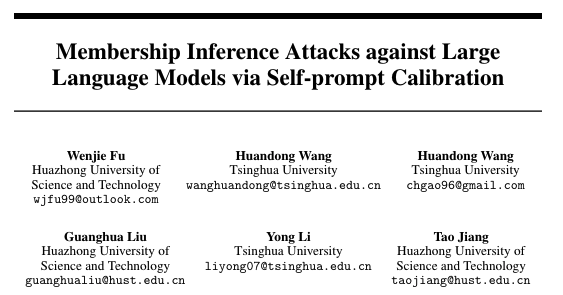 Membership Inference Attacks against Large
Language Models via Self-prompt Calibration
Wenjie Fu
Huazhong University of
Science and Technology
wjfu99@outlook.com
Huandong Wang
Tsinghua University
wanghuandong@tsinghua.edu.cn
Huandong Wang
Tsinghua University
chgao96@gmail.com
Guanghua Liu
Huazhong University of
Science and Technology
guanghualiu@hust.edu.cn
Yong Li
Tsinghua University
liyong07@tsinghua.edu.cn
Tao Jiang
Huazhong University of
Science and Technology
taojiang@hust.edu.cn